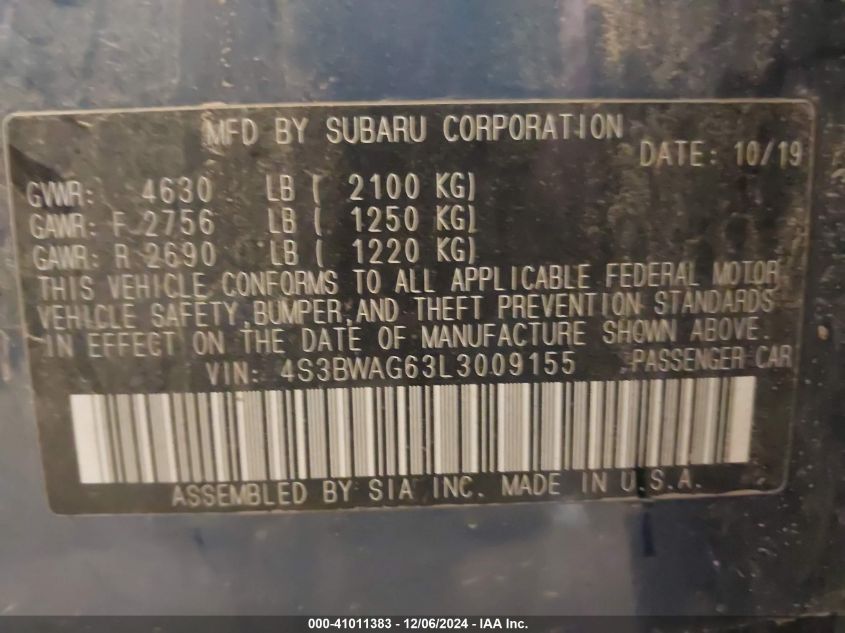 MFD BY SUBARU CORPORATION
DATE: 10/19
GVWR: 4630 LB ( 2100 KG)
GAWR: F 2756 LB ( 1250 KG)
GAWR: R 2690 LB ( 1220 KG)
THIS VEHICLE CONFORMS TO ALL APPLICABLE FEDERAL MOTOR
VEHICLE SAFETY, BUMPER, AND THEFT PREVENTION STANDARDS
IN EFFECT ON THE DATE OF MANUFACTURE SHOWN ABOVE.
VIN: 4S3BWAG63L3009155 PASSENGER CAR
ASSEMBLED BY SIA INC. MADE IN U.S.A.
000-41011383 - 12/06/2024 - IAA Inc.